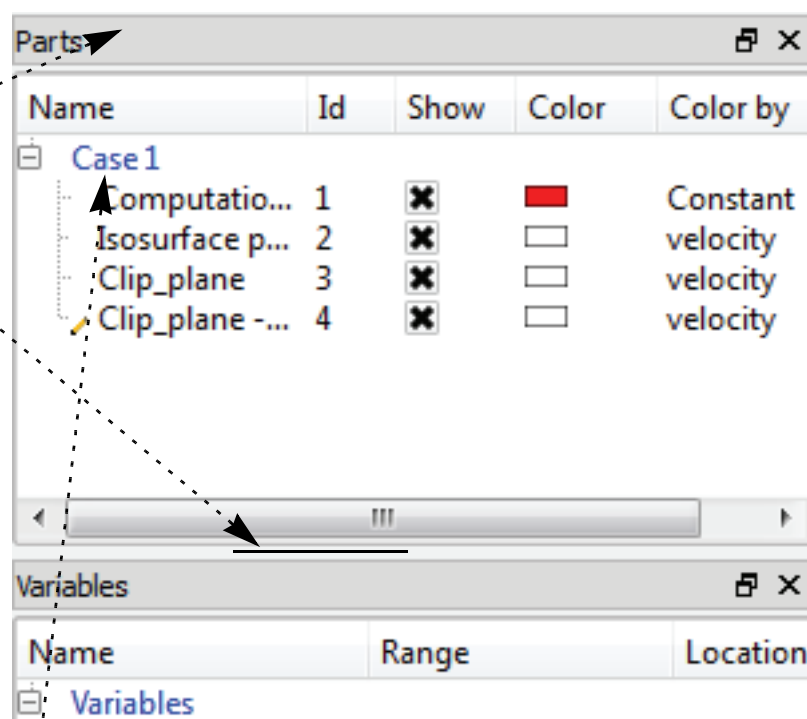 Parts
Name Id Show Color Color by
Case 1
Computatio... 1 Constant
Isosurface p... 2 velocity
Clip_plane 3 velocity
Clip_plane -... 4 velocity
Variables
Name Range Location
Variables